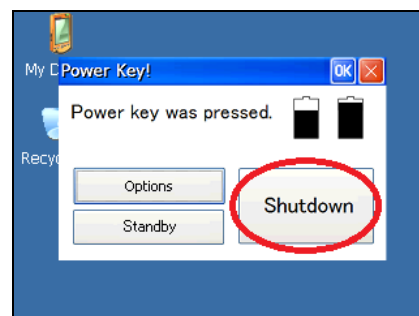 My D
Power Key!
OK
Power key was pressed.
Recyc
Options
Shutdown
Standby